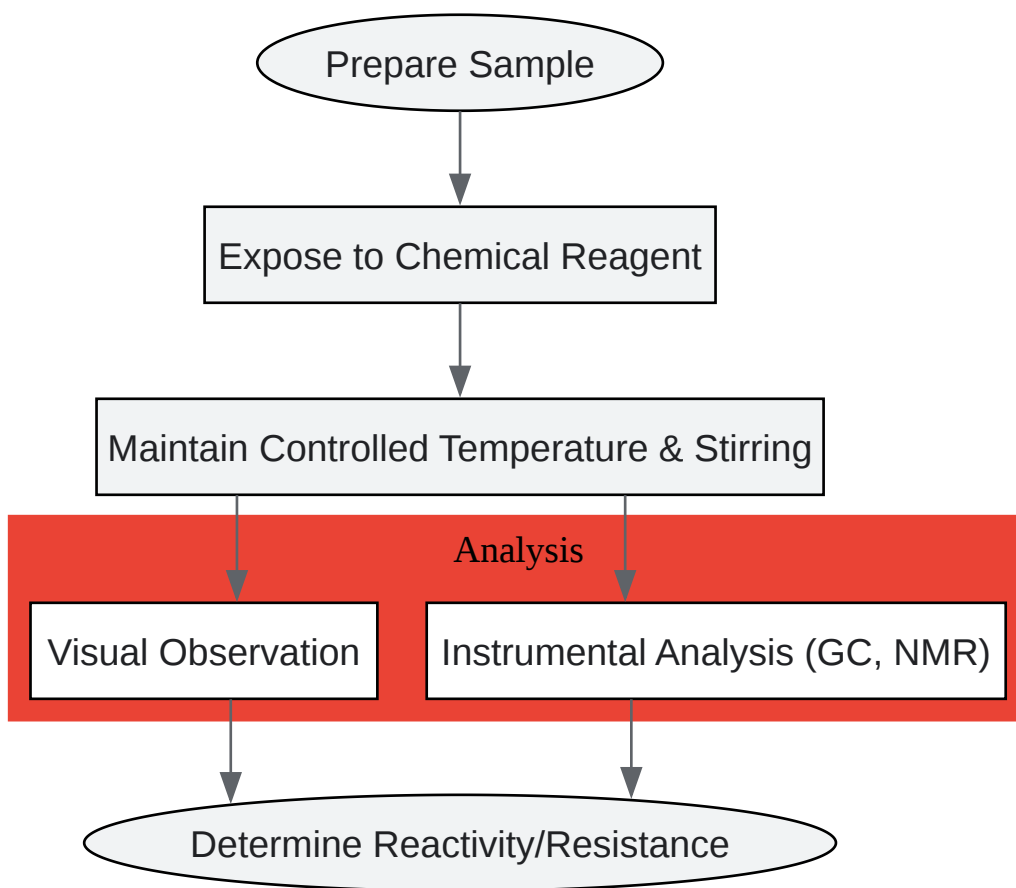 Prepare Sample
Expose to Chemical Reagent
Maintain Controlled Temperature & Stirring
Analysis
Visual Observation
Instrumental Analysis (GC, NMR)
Determine Reactivity/Resistance